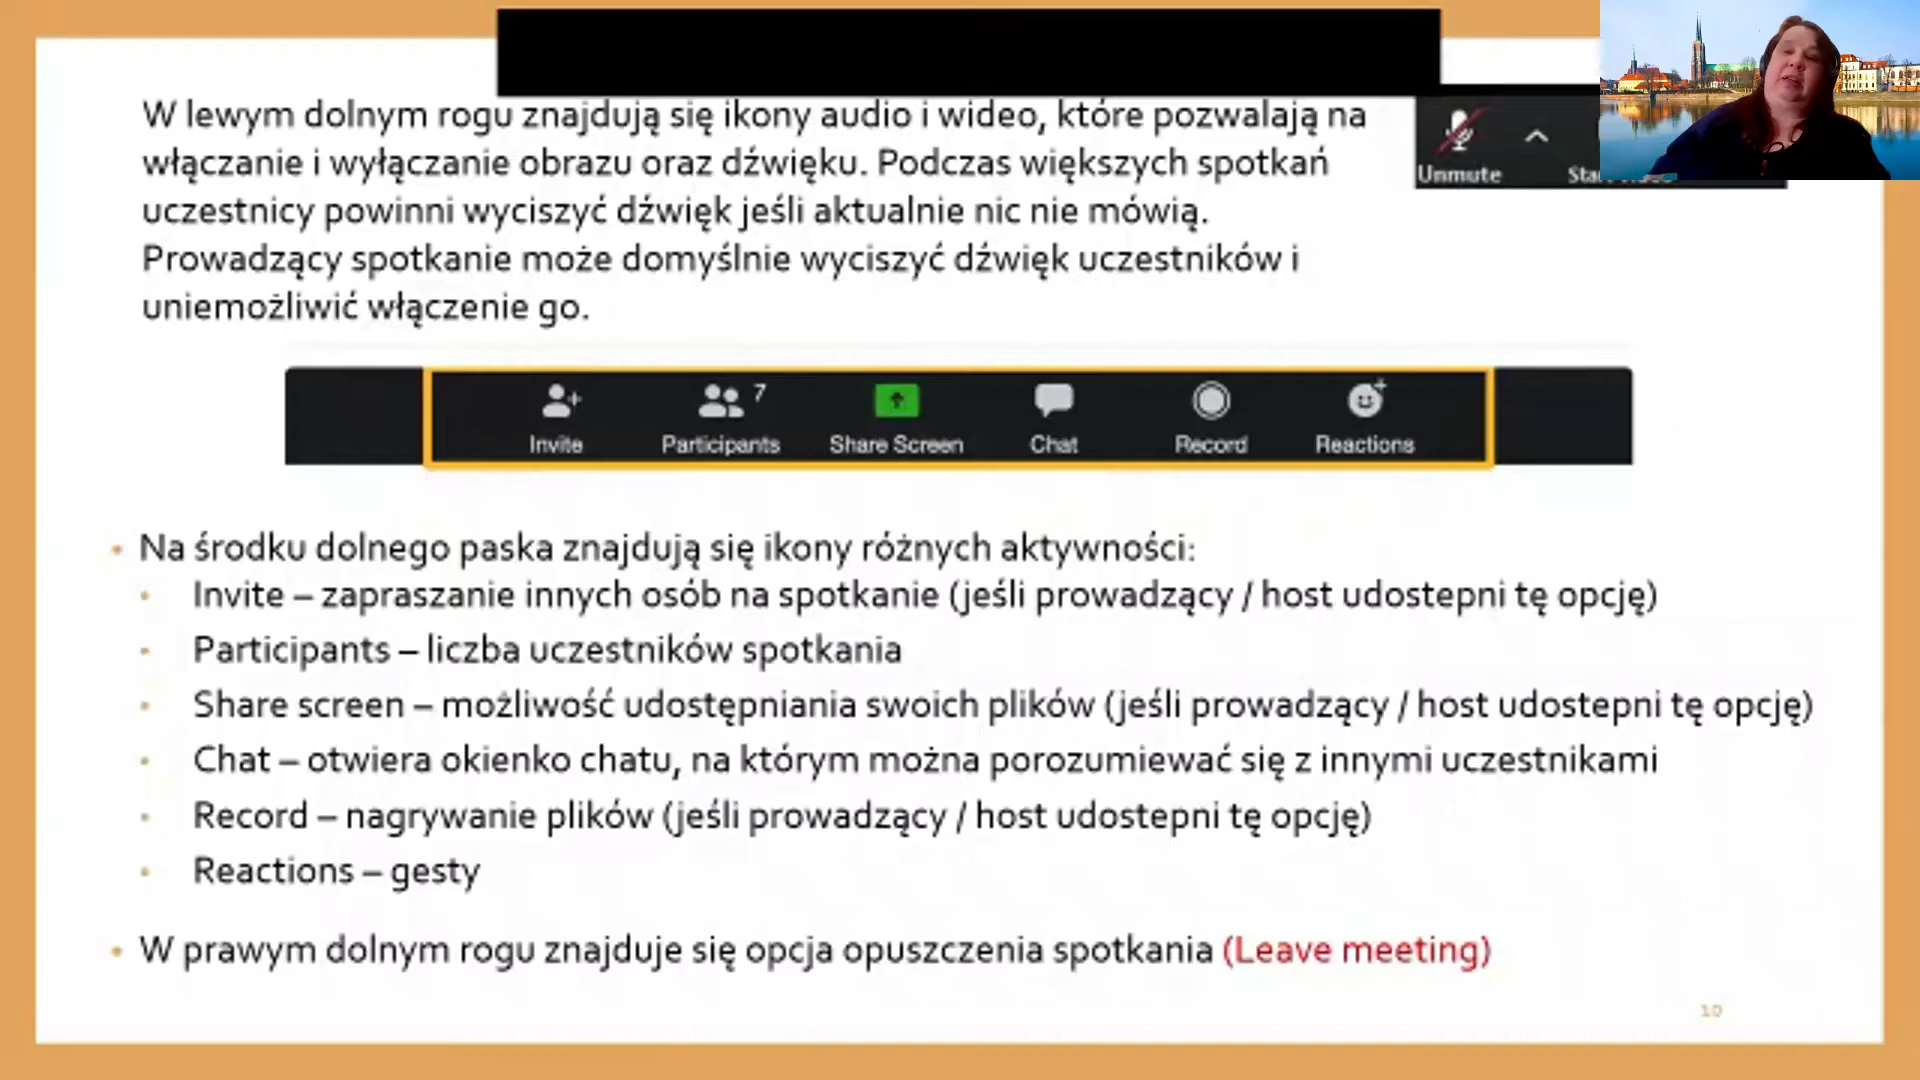 W lewym dolnym rogu znajdują się ikony audio i wideo, które pozwalają na
włączanie i wyłączanie obrazu oraz dźwięku. Podczas większych spotkań
uczestnicy powinni wyciszyć dźwięk jeśli aktualnie nic nie mówią.
Prowadzący spotkanie może domyślnie wyciszyć dźwięk uczestników i
uniemożliwić włączenie go.
Unmute
7
Invite Participants Share Screen Chat Record Reactions
• Na środku dolnego paska znajdują się ikony różnych aktywności:
• Invite – zapraszanie innych osób na spotkanie (jeśli prowadzący / host udostepni tę opcję)
• Participants – liczba uczestników spotkania
• Share screen – możliwość udostępniania swoich plików (jeśli prowadzący / host udostepni tę opcję)
• Chat – otwiera okienko chatu, na którym można porozumiewać się z innymi uczestnikami
• Record – nagrywanie plików (jeśli prowadzący / host udostepni tę opcję)
• Reactions – gesty
• W prawym dolnym rogu znajduje się opcja opuszczenia spotkania (Leave meeting)
10